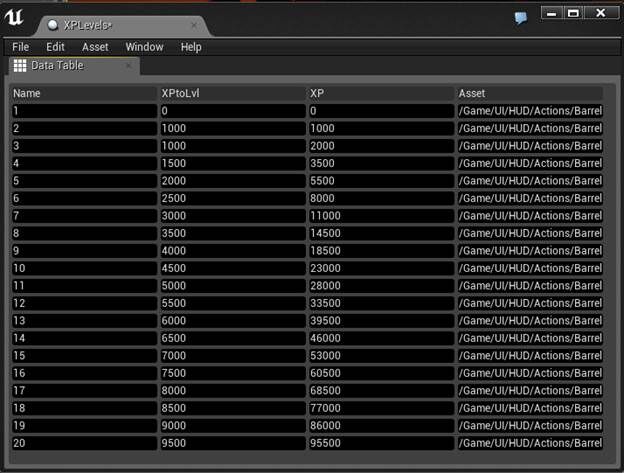 XPLevels*
File Edit Asset Window Help
Data Table
Name XPtoLvl XP Asset
1 0 0 /Game/UI/HUD/Actions/Barrel
2 1000 1000 /Game/UI/HUD/Actions/Barrel
3 1000 2000 /Game/UI/HUD/Actions/Barrel
4 1500 3500 /Game/UI/HUD/Actions/Barrel
5 2000 5500 /Game/UI/HUD/Actions/Barrel
6 2500 8000 /Game/UI/HUD/Actions/Barrel
7 3000 11000 /Game/UI/HUD/Actions/Barrel
8 3500 14500 /Game/UI/HUD/Actions/Barrel
9 4000 18500 /Game/UI/HUD/Actions/Barrel
10 4500 23000 /Game/UI/HUD/Actions/Barrel
11 5000 28000 /Game/UI/HUD/Actions/Barrel
12 5500 33500 /Game/UI/HUD/Actions/Barrel
13 6000 39500 /Game/UI/HUD/Actions/Barrel
14 6500 46000 /Game/UI/HUD/Actions/Barrel
15 7000 53000 /Game/UI/HUD/Actions/Barrel
16 7500 60500 /Game/UI/HUD/Actions/Barrel
17 8000 68500 /Game/UI/HUD/Actions/Barrel
18 8500 77000 /Game/UI/HUD/Actions/Barrel
19 9000 86000 /Game/UI/HUD/Actions/Barrel
20 9500 95500 /Game/UI/HUD/Actions/Barrel